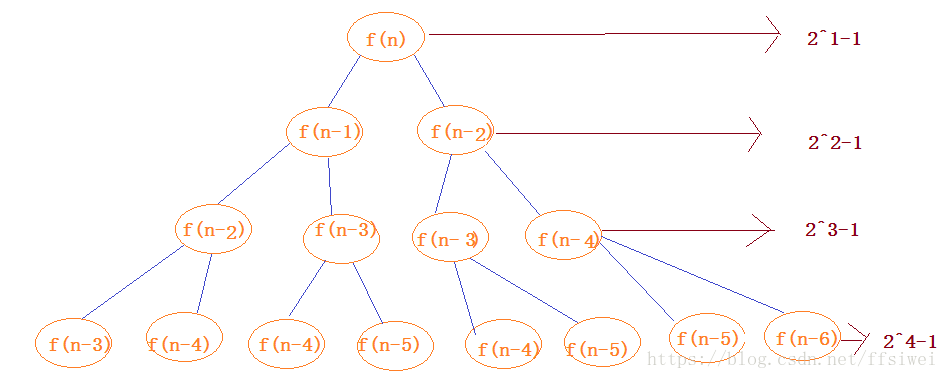 f(n) 2^1-1
f(n-1) f(n-2) 2^2-1
f(n-2) f(n-3) f(n-3) f(n-4) 2^3-1
f(n-3) f(n-4) f(n-4) f(n-5) f(n-4) f(n-5) f(n-5) f(n-6) 2^4-1
https://blog.csdn.net/ffsiwei